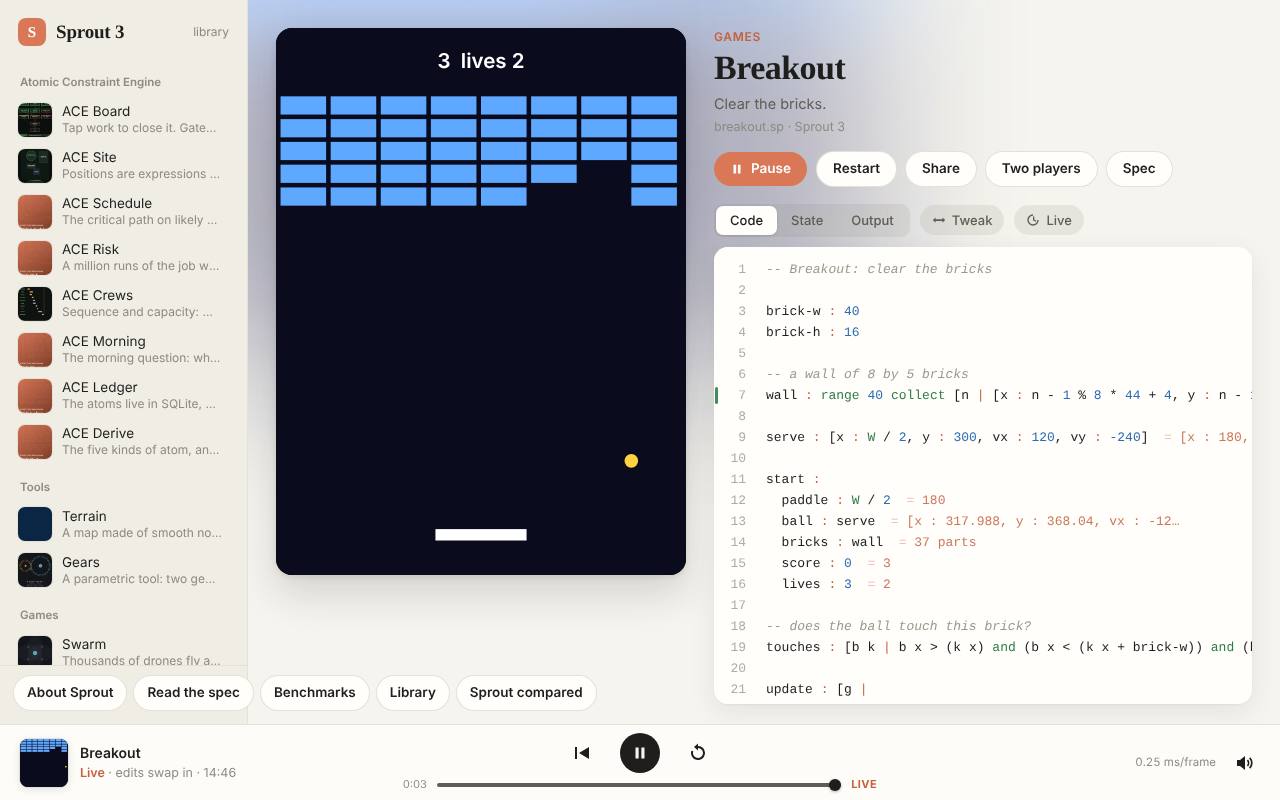 S Sprout 3 library
Atomic Constraint Engine
ACE Board
Tap work to close it. Gate…
ACE Site
Positions are expressions …
ACE Schedule
The critical path on likely …
ACE Risk
A million runs of the job w…
ACE Crews
Sequence and capacity: …
ACE Morning
The morning question: wh…
ACE Ledger
The atoms live in SQLite, …
ACE Derive
The five kinds of atom, an…
Tools
Terrain
A map made of smooth no…
Gears
A parametric tool: two ge…
Games
Swarm
Thousands of drones fly a…
About Sprout
Read the spec
Benchmarks
Library
Sprout compared
3 lives 2
GAMES
Breakout
Clear the bricks.
breakout.sp · Sprout 3
Pause
Restart
Share
Two players
Spec
Code
State
Output
Tweak
Live
1 -- Breakout: clear the bricks
2
3 brick-w : 40
4 brick-h : 16
5
6 -- a wall of 8 by 5 bricks
7 wall : range 40 collect [n | [x : n - 1 % 8 * 44 + 4, y : n -
8
9 serve : [x : W / 2, y : 300, vx : 120, vy : -240] = [x : 180,
10
11 start :
12 paddle : W / 2 = 180
13 ball : serve = [x : 317.988, y : 368.04, vx : -12…
14 bricks : wall = 37 parts
15 score : 0 = 3
16 lives : 3 = 2
17
18 -- does the ball touch this brick?
19 touches : [b k | b x > (k x) and (b x < (k x + brick-w)) and
20
21 update : [g |
Breakout
Live · edits swap in · 14:46
0:03
LIVE
0.25 ms/frame